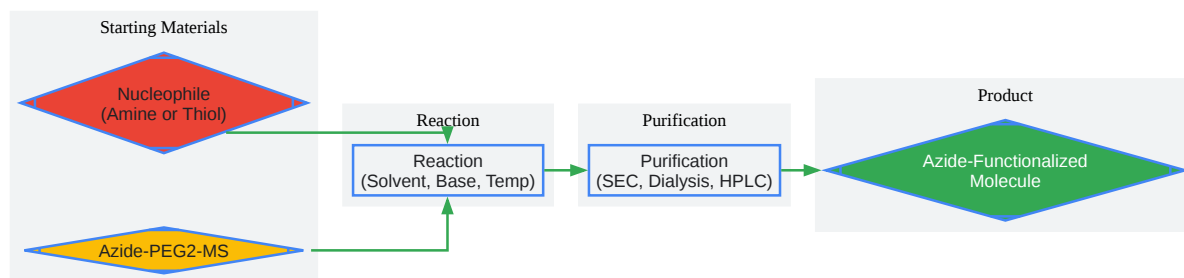 Starting Materials
Nucleophile
(Amine or Thiol)
Azide-PEG2-MS
Reaction
Reaction
(Solvent, Base, Temp)
Purification
Purification
(SEC, Dialysis, HPLC)
Product
Azide-Functionalized
Molecule